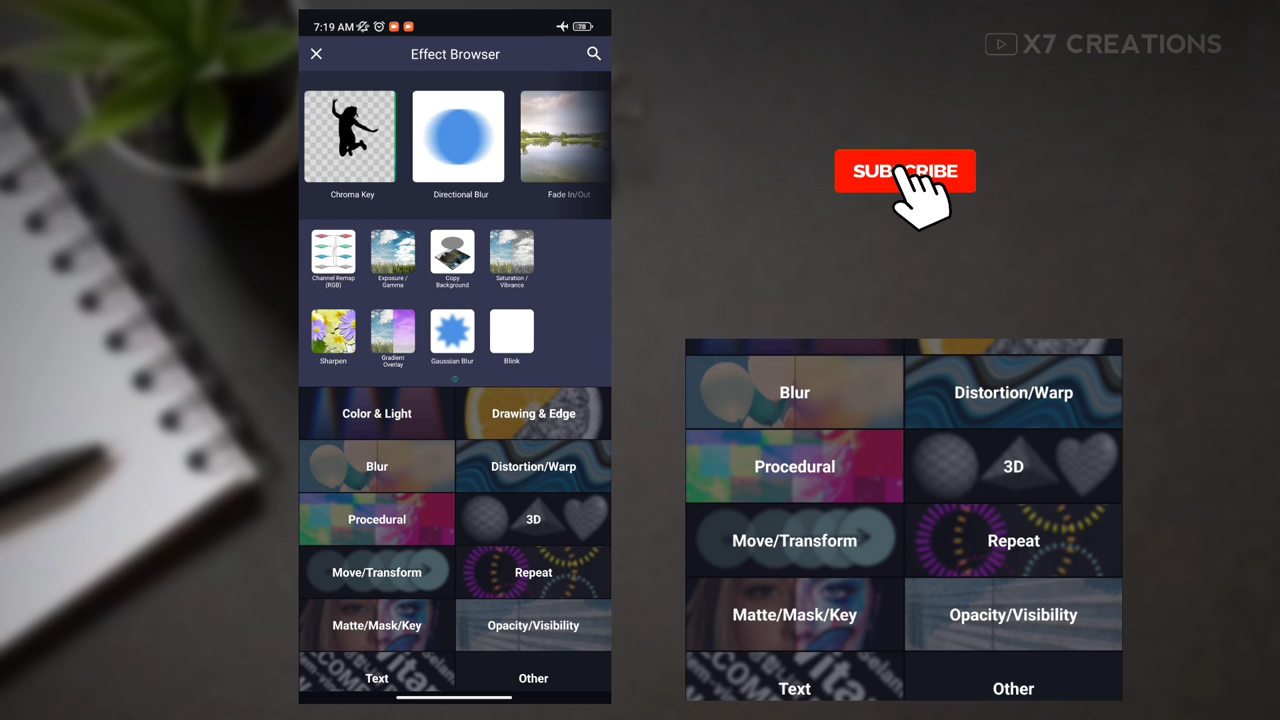 7:19 AM
78
Effect Browser
X7 CREATIONS
SUBSCRIBE
Chroma Key
Directional Blur
Fade In/Out
Channel Remap
(RGB)
Exposure /
Gamma
Copy
Background
Saturation /
Vibrance
Sharpen
Gradient
Overlay
Gaussian Blur
Blink
Color & Light
Drawing & Edge
Blur
Distortion/Warp
Procedural
3D
Move/Transform
Repeat
Matte/Mask/Key
Opacity/Visibility
Text
Other
Blur
Distortion/Warp
Procedural
3D
Move/Transform
Repeat
Matte/Mask/Key
Opacity/Visibility
Text
Other